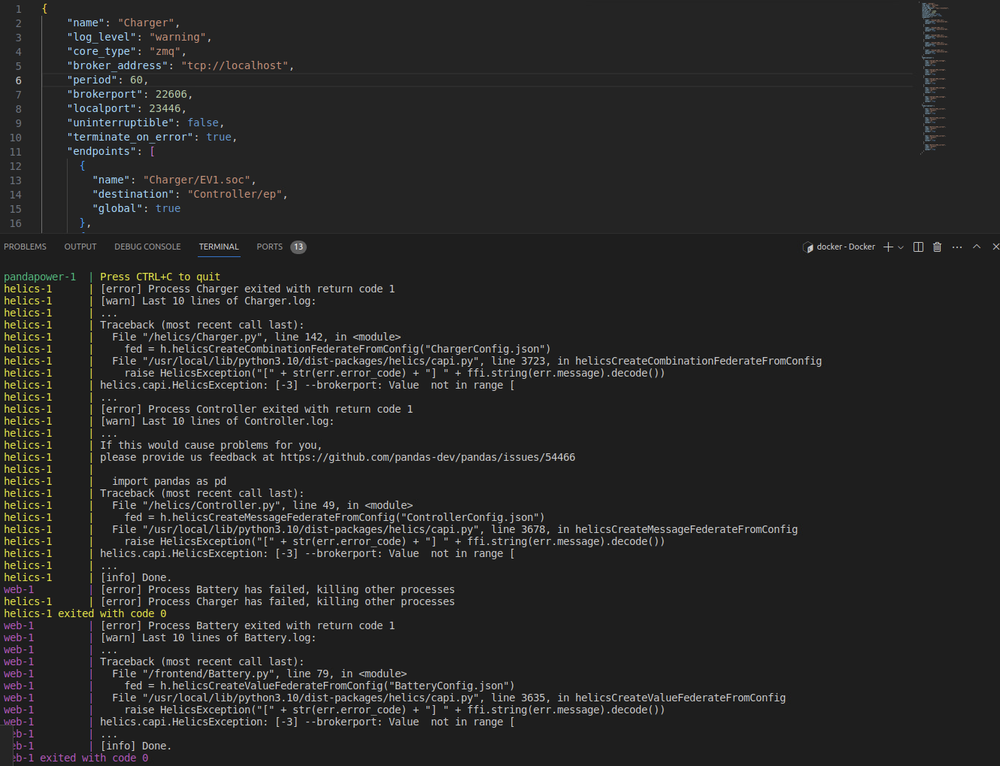 1 {
2 "name": "Charger",
3 "log_level": "warning",
4 "core_type": "zmq",
5 "broker_address": "tcp://localhost",
6 "period": 60,
7 "brokerport": 22606,
8 "localport": 23446,
9 "uninterruptible": false,
10 "terminate_on_error": true,
11 "endpoints": [
12 {
13 "name": "Charger/EV1.soc",
14 "destination": "Controller/ep",
15 "global": true
16 },
PROBLEMS OUTPUT DEBUG CONSOLE TERMINAL PORTS 13 docker - Docker
pandapower-1 | Press CTRL+C to quit
helics-1 | [error] Process Charger exited with return code 1
helics-1 | [warn] Last 10 lines of Charger.log:
helics-1 | ...
helics-1 | Traceback (most recent call last):
helics-1 | File "/helics/Charger.py", line 142, in <module>
helics-1 | fed = h.helicsCreateCombinationFederateFromConfig("ChargerConfig.json")
helics-1 | File "/usr/local/lib/python3.10/dist-packages/helics/capi.py", line 3723, in helicsCreateCombinationFederateFromConfig
helics-1 | raise HelicsException("[" + str(err.error_code) + "] " + ffi.string(err.message).decode())
helics-1 | helics.capi.HelicsException: [-3] --brokerport: Value  not in range [
helics-1 | ...
helics-1 | [error] Process Controller exited with return code 1
helics-1 | [warn] Last 10 lines of Controller.log:
helics-1 | ...
helics-1 | If this would cause problems for you,
helics-1 | please provide us feedback at https://github.com/pandas-dev/pandas/issues/54466
helics-1 |
helics-1 | import pandas as pd
helics-1 | Traceback (most recent call last):
helics-1 | File "/helics/Controller.py", line 49, in <module>
helics-1 | fed = h.helicsCreateMessageFederateFromConfig("ControllerConfig.json")
helics-1 | File "/usr/local/lib/python3.10/dist-packages/helics/capi.py", line 3678, in helicsCreateMessageFederateFromConfig
helics-1 | raise HelicsException("[" + str(err.error_code) + "] " + ffi.string(err.message).decode())
helics-1 | helics.capi.HelicsException: [-3] --brokerport: Value  not in range [
helics-1 | ...
helics-1 | [info] Done.
web-1 | [error] Process Battery has failed, killing other processes
helics-1 | [error] Process Charger has failed, killing other processes
helics-1 exited with code 0
web-1 | [error] Process Battery exited with return code 1
web-1 | [warn] Last 10 lines of Battery.log:
web-1 | ...
web-1 | Traceback (most recent call last):
web-1 | File "/frontend/Battery.py", line 79, in <module>
web-1 | fed = h.helicsCreateValueFederateFromConfig("BatteryConfig.json")
web-1 | File "/usr/local/lib/python3.10/dist-packages/helics/capi.py", line 3635, in helicsCreateValueFederateFromConfig
web-1 | raise HelicsException("[" + str(err.error_code) + "] " + ffi.string(err.message).decode())
web-1 | helics.capi.HelicsException: [-3] --brokerport: Value  not in range [
eb-1 | ...
eb-1 | [info] Done.
eb-1 exited with code 0